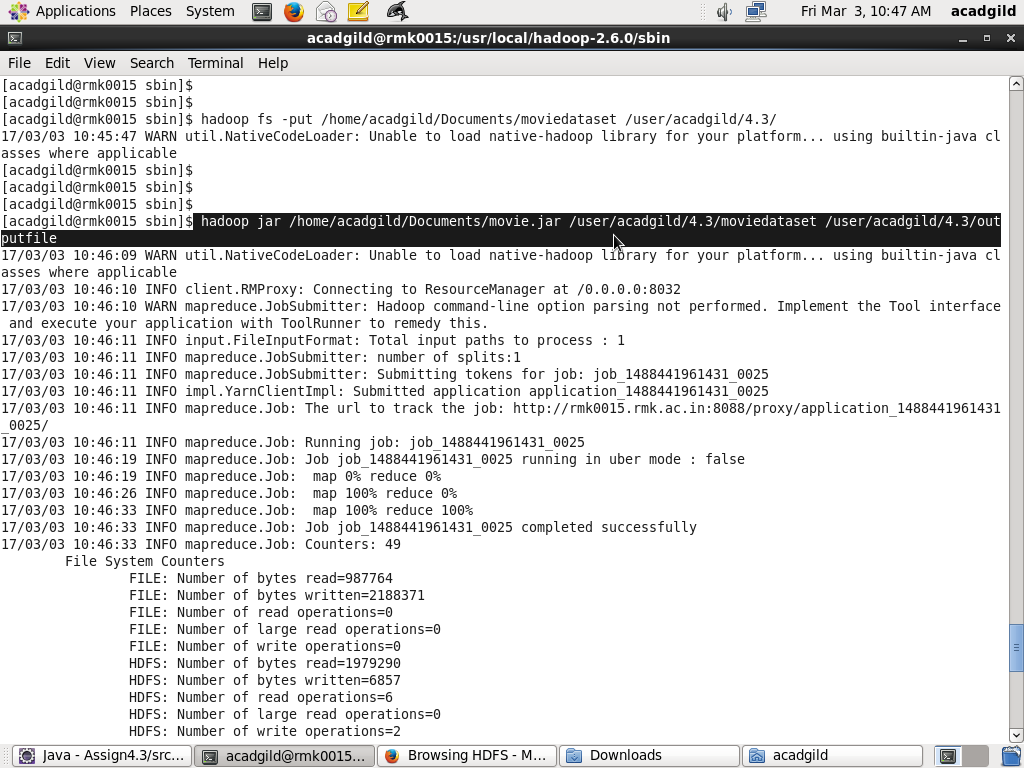 Applications Places System Fri Mar 3, 10:47 AM acadgild
acadgild@rmk0015:/usr/local/hadoop-2.6.0/sbin
File Edit View Search Terminal Help
[acadgild@rmk0015 sbin]$
[acadgild@rmk0015 sbin]$
[acadgild@rmk0015 sbin]$ hadoop fs -put /home/acadgild/Documents/moviedataset /user/acadgild/4.3/
17/03/03 10:45:47 WARN util.NativeCodeLoader: Unable to load native-hadoop library for your platform... using builtin-java cl
asses where applicable
[acadgild@rmk0015 sbin]$
[acadgild@rmk0015 sbin]$
[acadgild@rmk0015 sbin]$
[acadgild@rmk0015 sbin]$ hadoop jar /home/acadgild/Documents/movie.jar /user/acadgild/4.3/moviedataset /user/acadgild/4.3/out
putfile
17/03/03 10:46:09 WARN util.NativeCodeLoader: Unable to load native-hadoop library for your platform... using builtin-java cl
asses where applicable
17/03/03 10:46:10 INFO client.RMProxy: Connecting to ResourceManager at /0.0.0.0:8032
17/03/03 10:46:10 WARN mapreduce.JobSubmitter: Hadoop command-line option parsing not performed. Implement the Tool interface
 and execute your application with ToolRunner to remedy this.
17/03/03 10:46:11 INFO input.FileInputFormat: Total input paths to process : 1
17/03/03 10:46:11 INFO mapreduce.JobSubmitter: number of splits:1
17/03/03 10:46:11 INFO mapreduce.JobSubmitter: Submitting tokens for job: job_1488441961431_0025
17/03/03 10:46:11 INFO impl.YarnClientImpl: Submitted application application_1488441961431_0025
17/03/03 10:46:11 INFO mapreduce.Job: The url to track the job: http://rmk0015.rmk.ac.in:8088/proxy/application_1488441961431
_0025/
17/03/03 10:46:11 INFO mapreduce.Job: Running job: job_1488441961431_0025
17/03/03 10:46:19 INFO mapreduce.Job: Job job_1488441961431_0025 running in uber mode : false
17/03/03 10:46:19 INFO mapreduce.Job:  map 0% reduce 0%
17/03/03 10:46:26 INFO mapreduce.Job:  map 100% reduce 0%
17/03/03 10:46:33 INFO mapreduce.Job:  map 100% reduce 100%
17/03/03 10:46:33 INFO mapreduce.Job: Job job_1488441961431_0025 completed successfully
17/03/03 10:46:33 INFO mapreduce.Job: Counters: 49
File System Counters
FILE: Number of bytes read=987764
FILE: Number of bytes written=2188371
FILE: Number of read operations=0
FILE: Number of large read operations=0
FILE: Number of write operations=0
HDFS: Number of bytes read=1979290
HDFS: Number of bytes written=6857
HDFS: Number of read operations=6
HDFS: Number of large read operations=0
HDFS: Number of write operations=2
Java - Assign4.3/src... acadgild@rmk0015... Browsing HDFS - M... Downloads acadgild